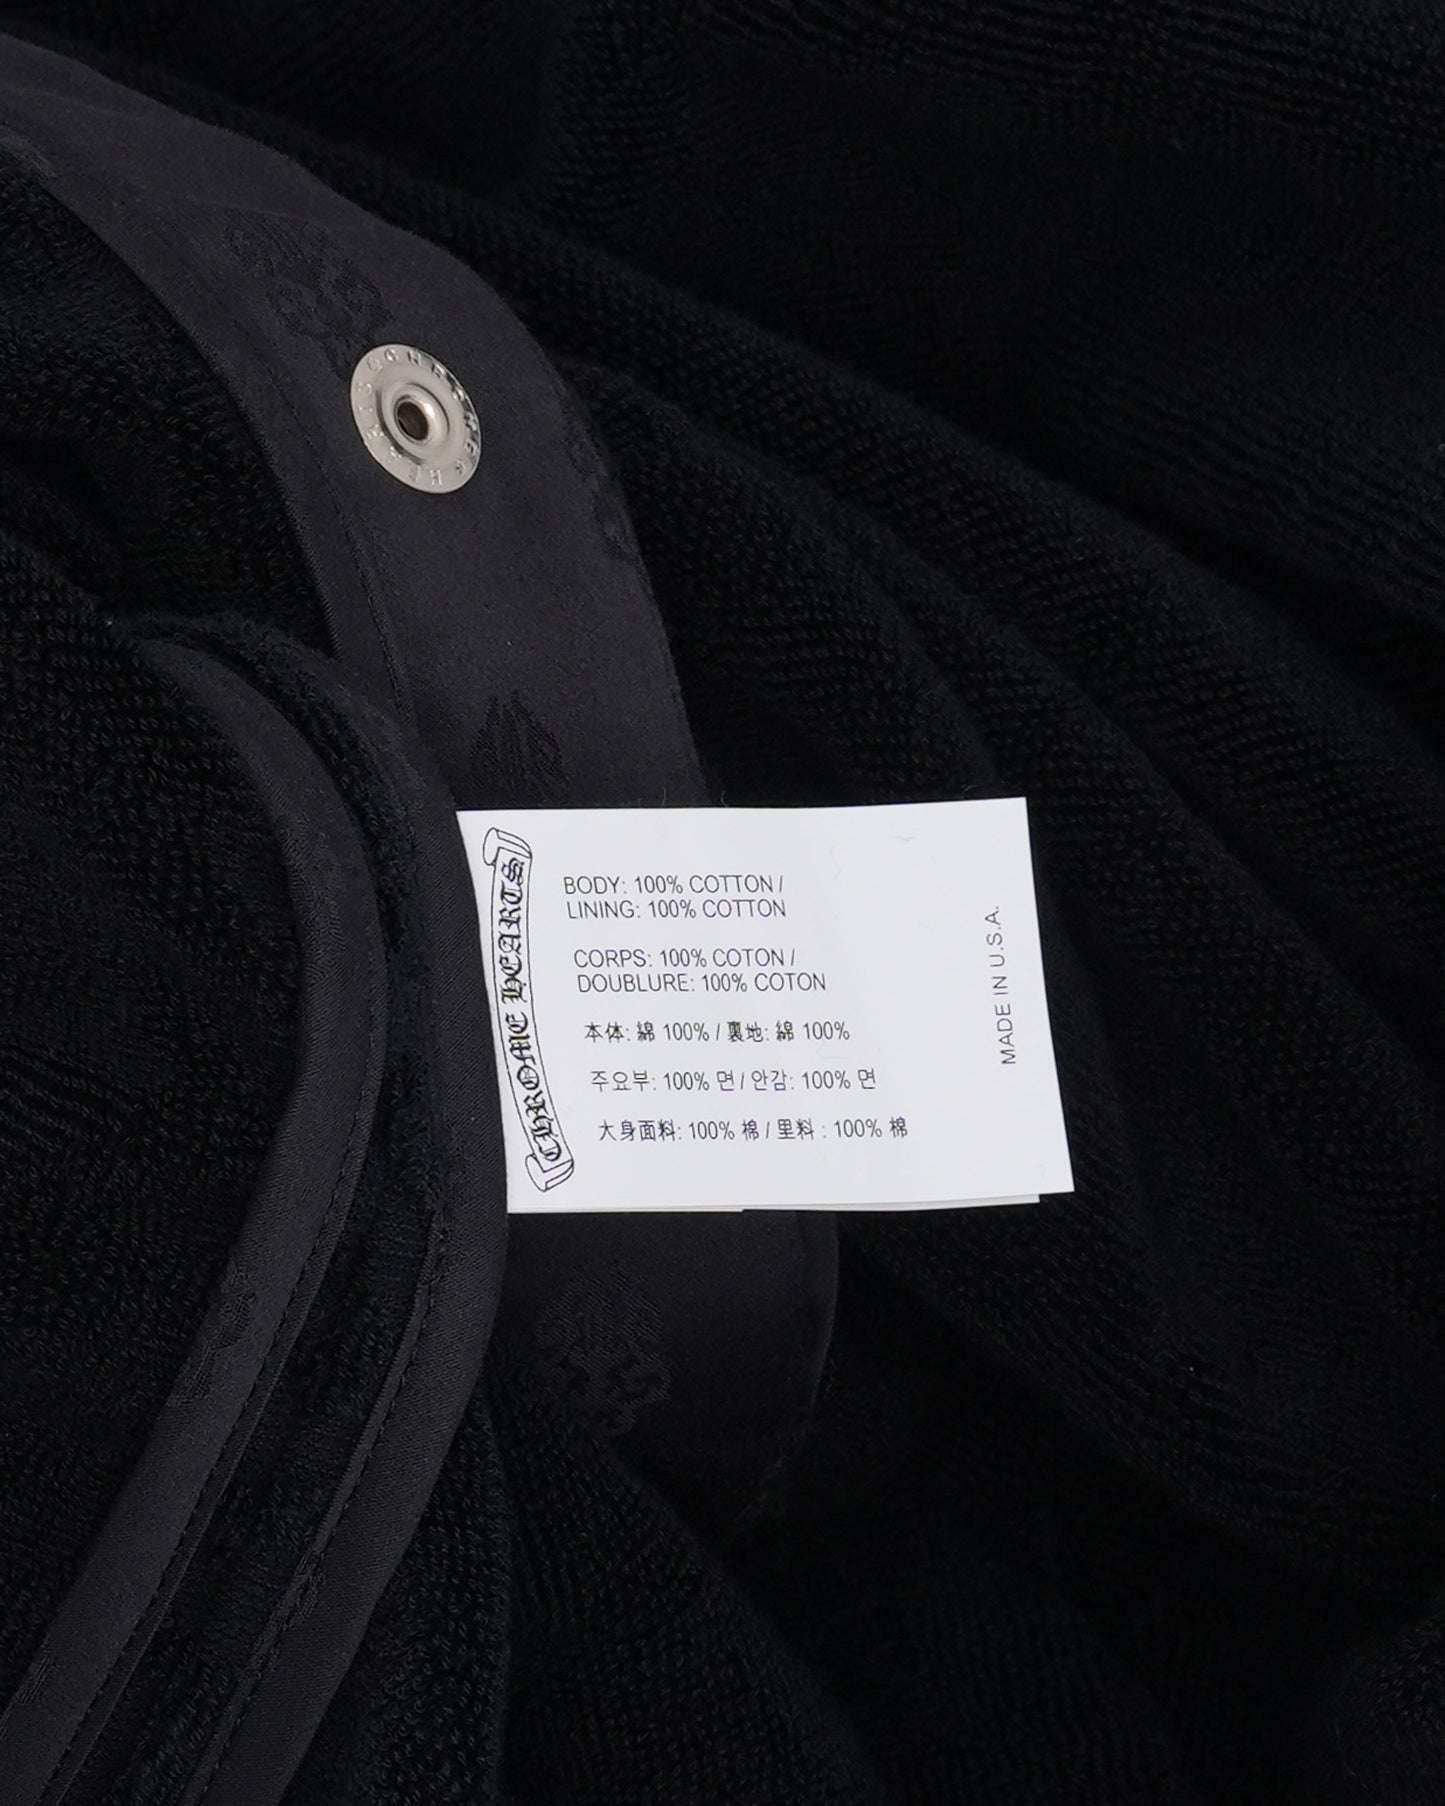 CHROME HEARTS
CHROME HEARTS
BODY: 100% COTTON /
LINING: 100% COTTON
CORPS: 100% COTON /
DOUBLURE: 100% COTON
本体: 綿 100% / 裏地: 綿 100%
주요부: 100% 면 / 안감: 100% 면
大身面料: 100% 棉 / 里料 : 100% 棉
MADE IN U.S.A.